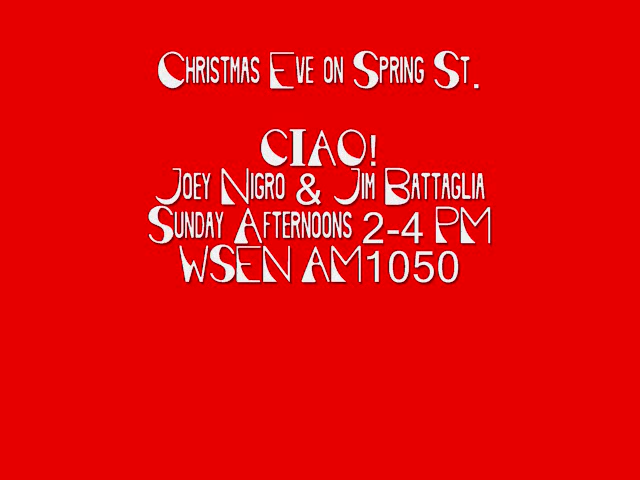 Christmas Eve on Spring St.
CIAO!
Joey Nigro & Jim Battaglia
Sunday Afternoons 2-4 PM
WSEN AM1050